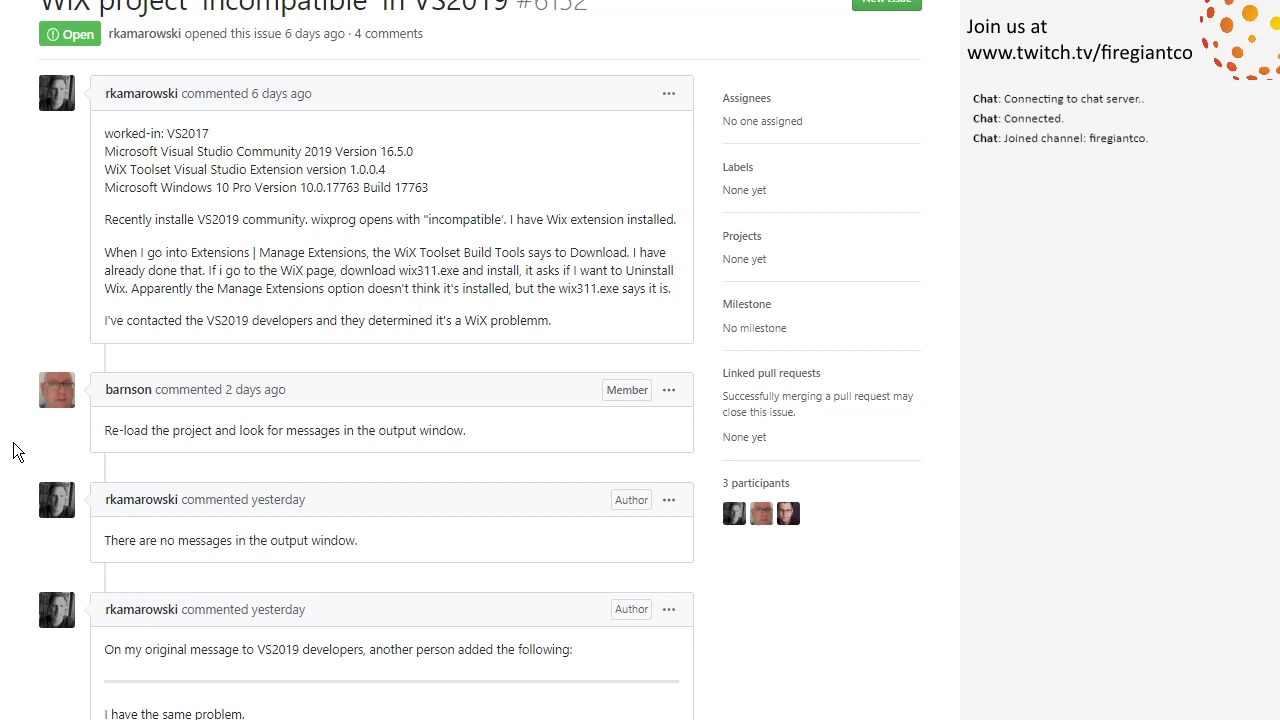 WiX project 'incompatible' in VS2019 #6132
New issue
Open rkamarowski opened this issue 6 days ago · 4 comments
rkamarowski commented 6 days ago
worked-in: VS2017
Microsoft Visual Studio Community 2019 Version 16.5.0
WiX Toolset Visual Studio Extension version 1.0.0.4
Microsoft Windows 10 Pro Version 10.0.17763 Build 17763
Recently installe VS2019 community. wixprog opens with "incompatible'. I have Wix extension installed.
When I go into Extensions | Manage Extensions, the WiX Toolset Build Tools says to Download. I have
already done that. If i go to the WiX page, download wix311.exe and install, it asks if I want to Uninstall
Wix. Apparently the Manage Extensions option doesn't think it's installed, but the wix311.exe says it is.
I've contacted the VS2019 developers and they determined it's a WiX problemm.
barnson commented 2 days ago
Member
Re-load the project and look for messages in the output window.
rkamarowski commented yesterday
Author
There are no messages in the output window.
rkamarowski commented yesterday
Author
On my original message to VS2019 developers, another person added the following:
I have the same problem.
Assignees
No one assigned
Labels
None yet
Projects
None yet
Milestone
No milestone
Linked pull requests
Successfully merging a pull request may
close this issue.
None yet
3 participants
Join us at
www.twitch.tv/firegiantco
Chat: Connecting to chat server..
Chat: Connected.
Chat: Joined channel: firegiantco.